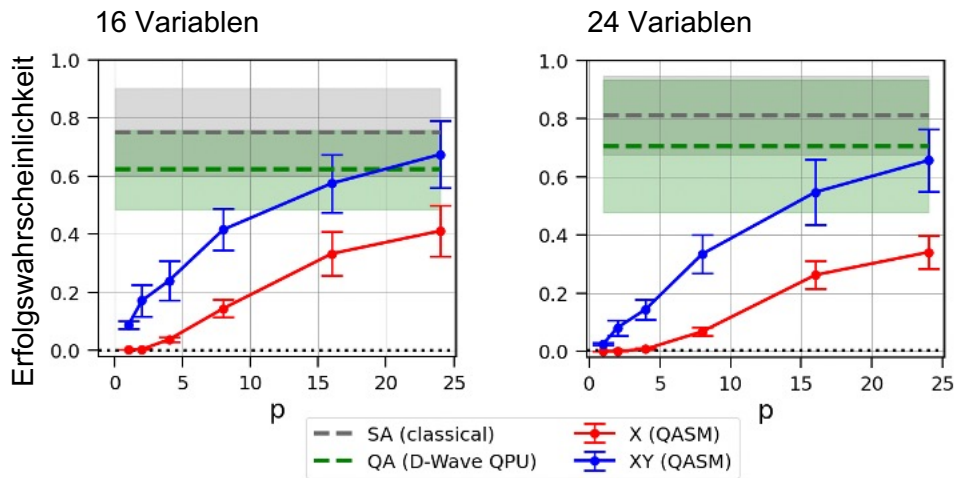 16 Variablen
24 Variablen
Erfolgswahrscheinlichkeit
1.0
0.8
0.6
0.4
0.2
0.0
0 5 10 15 20 25
p
1.0
0.8
0.6
0.4
0.2
0.0
0 5 10 15 20 25
p
SA (classical)
QA (D-Wave QPU)
X (QASM)
XY (QASM)